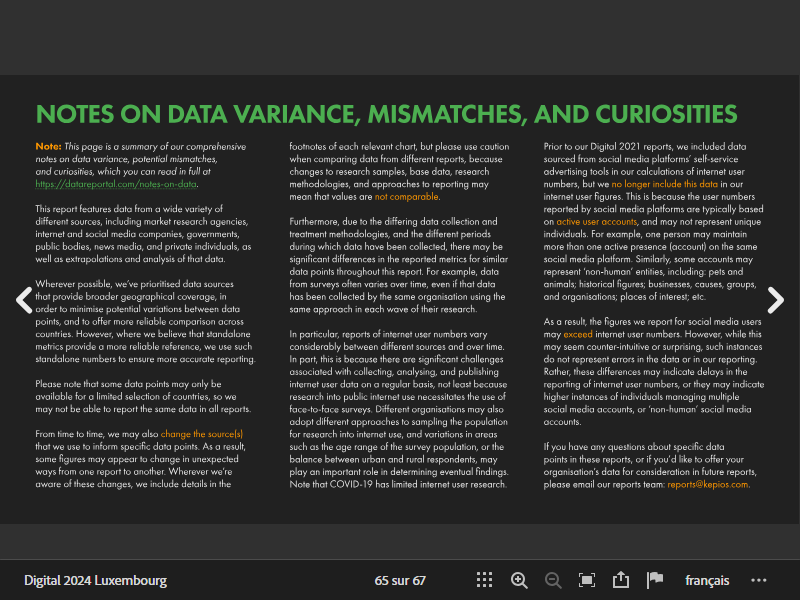 NOTES ON DATA VARIANCE, MISMATCHES, AND CURIOSITIES
Note: This page is a summary of our comprehensive
notes on data variance, potential mismatches,
and curiosities, which you can read in full at
https://datareportal.com/notes-on-data.
This report features data from a wide variety of
different sources, including market research agencies,
internet and social media companies, governments,
public bodies, news media, and private individuals, as
well as extrapolations and analysis of that data.
Wherever possible, we've prioritised data sources
that provide broader geographical coverage, in
order to minimise potential variations between data
points, and to offer more reliable comparison across
countries. However, where we believe that standalone
metrics provide a more reliable reference, we use such
standalone numbers to ensure more accurate reporting.
Please note that some data points may only be
available for a limited selection of countries, so we
may not be able to report the same data in all reports.
From time to time, we may also change the source(s)
that we use to inform specific data points. As a result,
some figures may appear to change in unexpected
ways from one report to another. Wherever we're
aware of these changes, we include details in the
footnotes of each relevant chart, but please use caution
when comparing data from different reports, because
changes to research samples, base data, research
methodologies, and approaches to reporting may
mean that values are not comparable.
Furthermore, due to the differing data collection and
treatment methodologies, and the different periods
during which data have been collected, there may be
significant differences in the reported metrics for similar
data points throughout this report. For example, data
from surveys often varies over time, even if that data
has been collected by the same organisation using the
same approach in each wave of their research.
In particular, reports of internet user numbers vary
considerably between different sources and over time.
In part, this is because there are significant challenges
associated with collecting, analysing, and publishing
internet user data on a regular basis, not least because
research into public internet use necessitates the use of
face-to-face surveys. Different organisations may also
adopt different approaches to sampling the population
for research into internet use, and variations in areas
such as the age range of the survey population, or the
balance between urban and rural respondents, may
play an important role in determining eventual findings.
Note that COVID-19 has limited internet user research.
Prior to our Digital 2021 reports, we included data
sourced from social media platforms' self-service
advertising tools in our calculations of internet user
numbers, but we no longer include this data in our
internet user figures. This is because the user numbers
reported by social media platforms are typically based
on active user accounts, and may not represent unique
individuals. For example, one person may maintain
more than one active presence (account) on the same
social media platform. Similarly, some accounts may
represent 'non-human' entities, including: pets and
animals; historical figures; businesses, causes, groups,
and organisations; places of interest; etc.
As a result, the figures we report for social media users
may exceed internet user numbers. However, while this
may seem counter-intuitive or surprising, such instances
do not represent errors in the data or in our reporting.
Rather, these differences may indicate delays in the
reporting of internet user numbers, or they may indicate
higher instances of individuals managing multiple
social media accounts, or 'non-human' social media
accounts.
If you have any questions about specific data
points in these reports, or if you'd like to offer your
organisation's data for consideration in future reports,
please email our reports team: reports@kepios.com.
Digital 2024 Luxembourg
65 sur 67
français